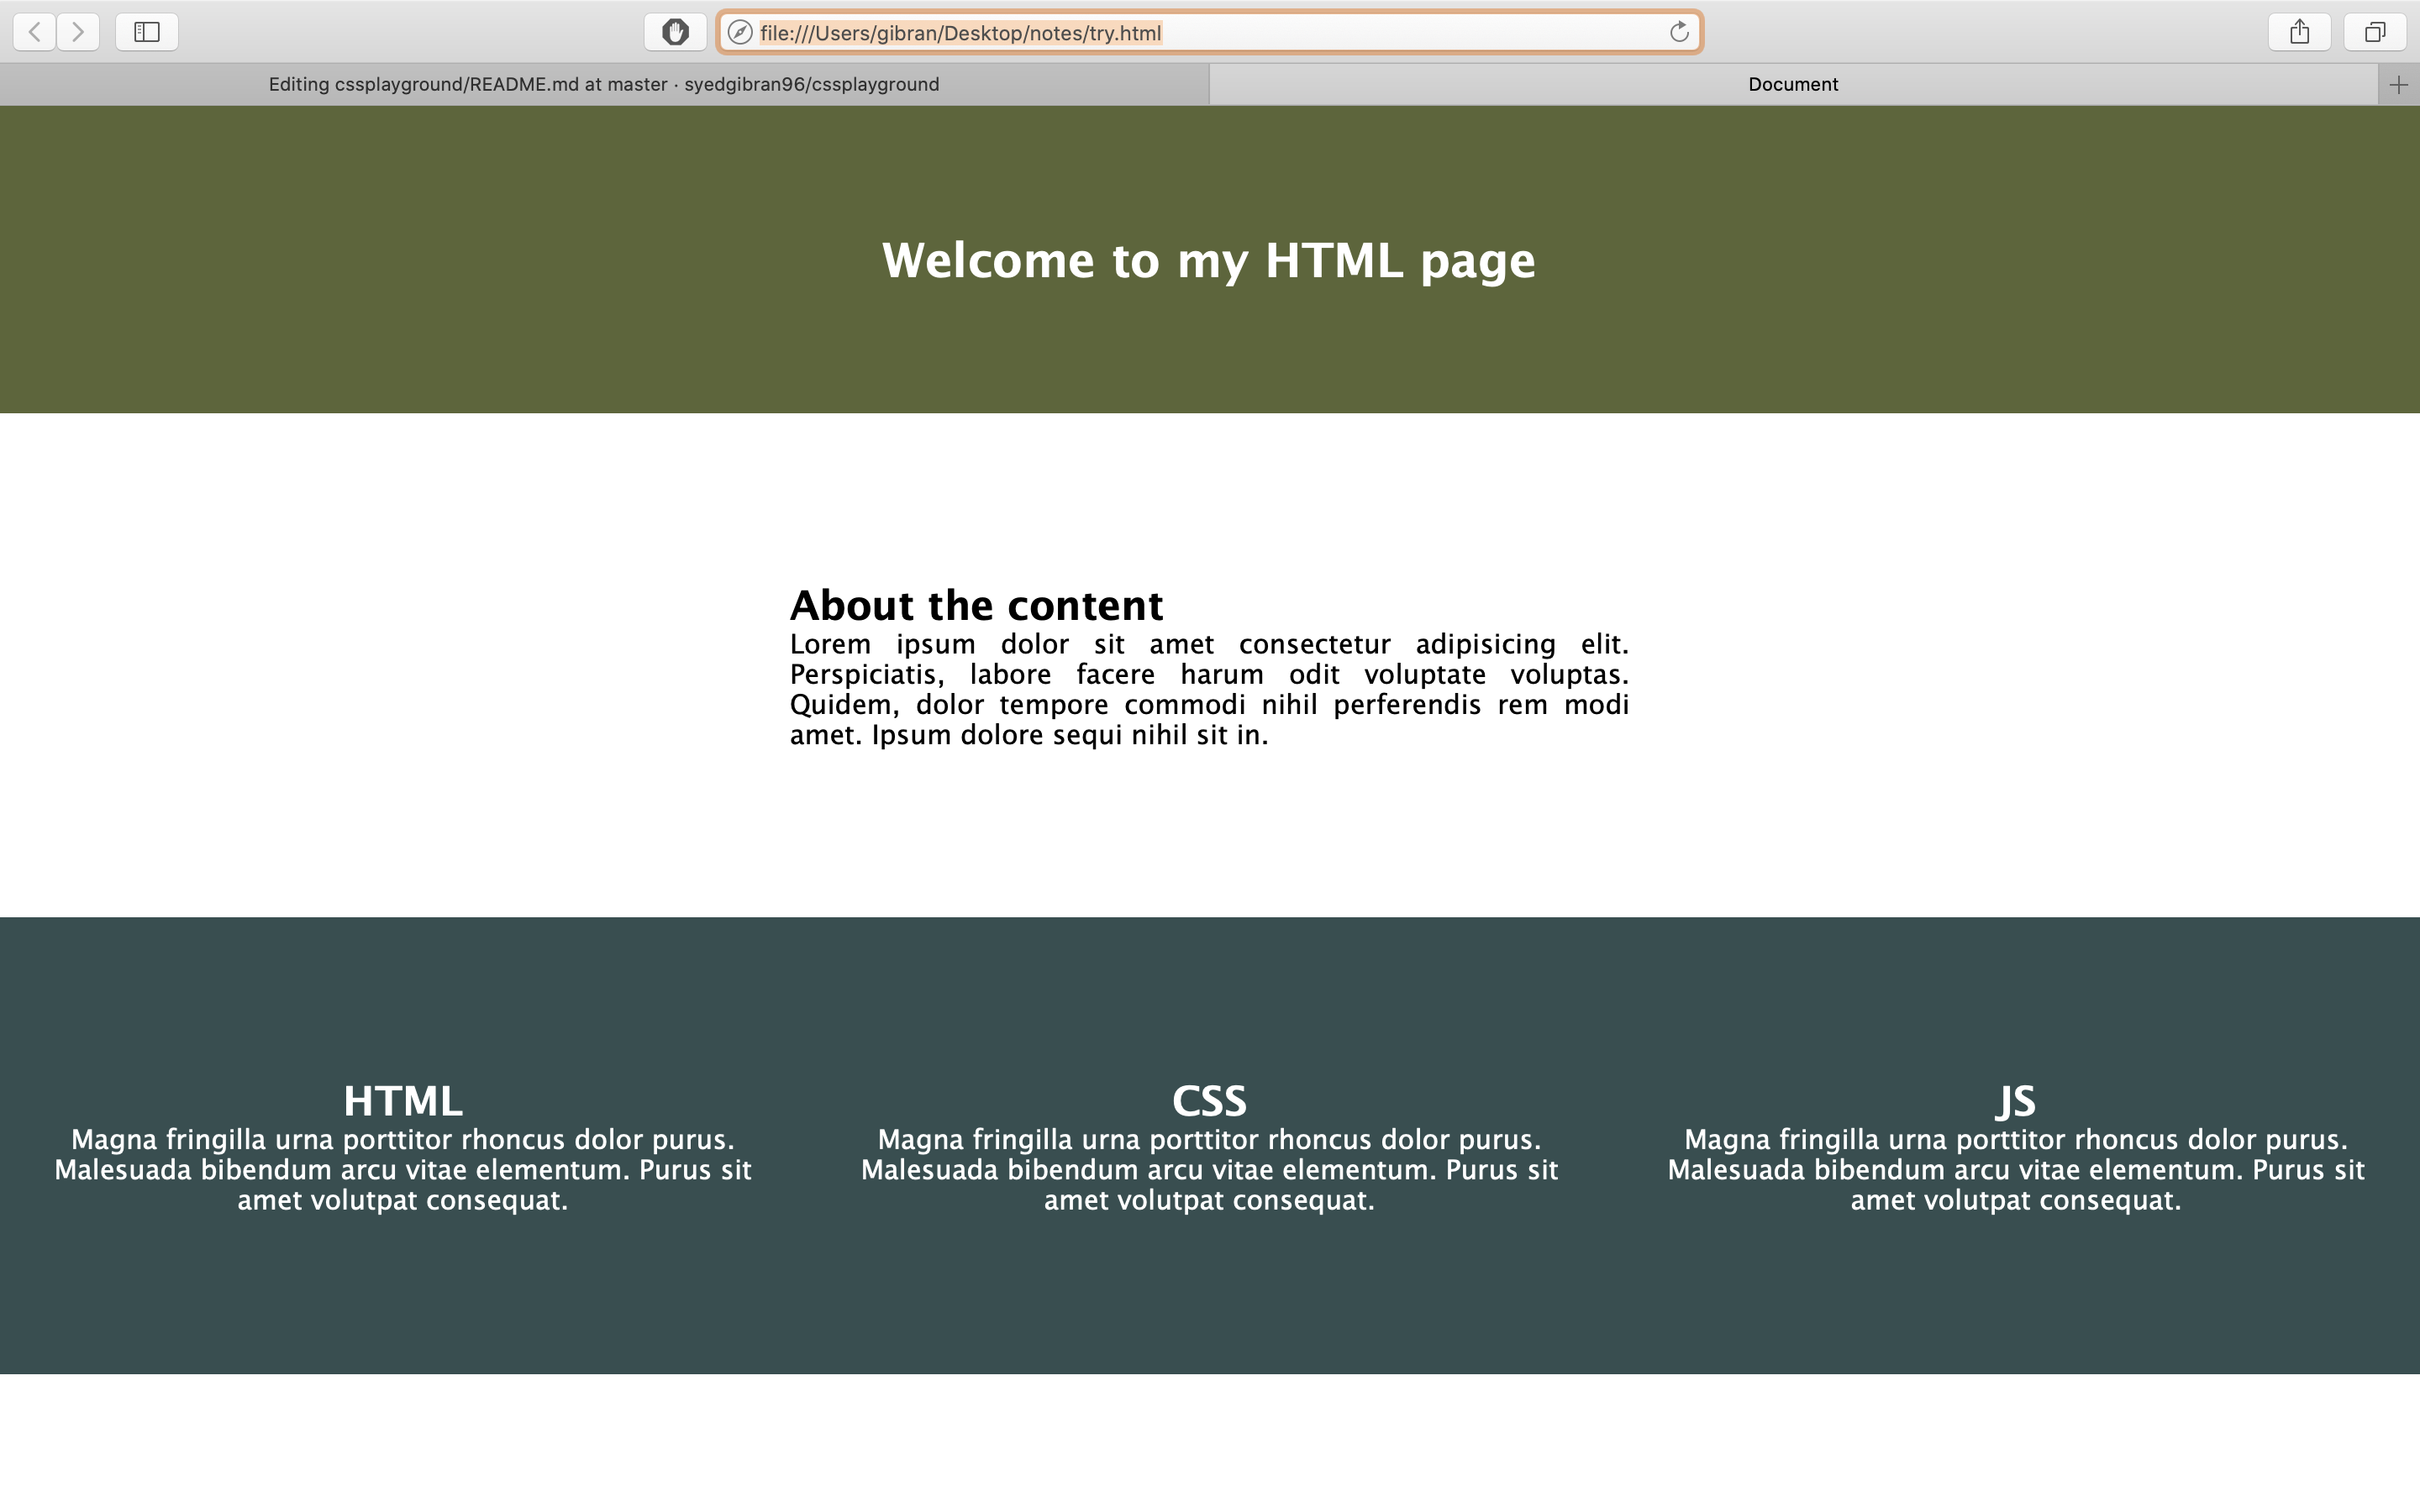 file:///Users/gibran/Desktop/notes/try.html
Editing cssplayground/README.md at master · syedgibran96/cssplayground
Document
Welcome to my HTML page
About the content
Lorem ipsum dolor sit amet consectetur adipisicing elit.
Perspiciatis, labore facere harum odit voluptate voluptas.
Quidem, dolor tempore commodi nihil perferendis rem modi
amet. Ipsum dolore sequi nihil sit in.
HTML
Magna fringilla urna porttitor rhoncus dolor purus.
Malesuada bibendum arcu vitae elementum. Purus sit
amet volutpat consequat.
CSS
Magna fringilla urna porttitor rhoncus dolor purus.
Malesuada bibendum arcu vitae elementum. Purus sit
amet volutpat consequat.
JS
Magna fringilla urna porttitor rhoncus dolor purus.
Malesuada bibendum arcu vitae elementum. Purus sit
amet volutpat consequat.